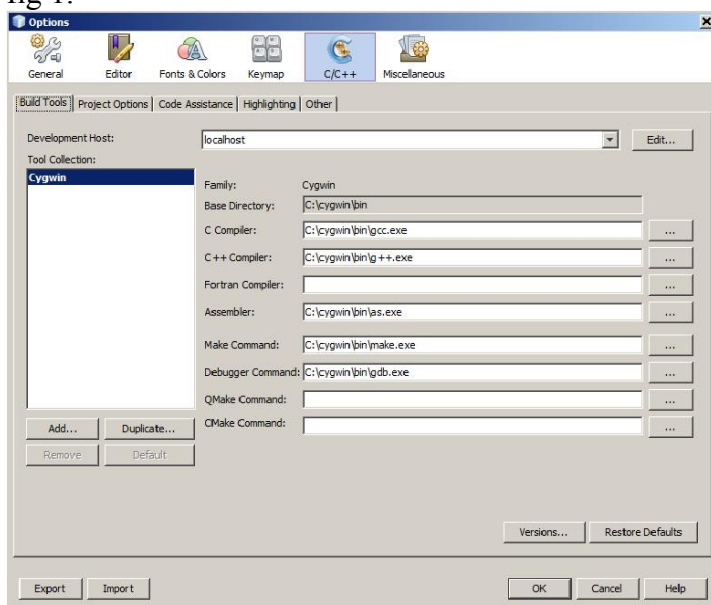 fig 1.
Options
General Editor Fonts & Colors Keymap C/C++ Miscellaneous
Build Tools Project Options Code Assistance Highlighting Other
Development Host: localhost Edit...
Tool Collection:
Cygwin
Family: Cygwin
Base Directory: C:\cygwin\bin
C Compiler: C:\cygwin\bin\gcc.exe ...
C++ Compiler: C:\cygwin\bin\g++.exe ...
Fortran Compiler: ...
Assembler: C:\cygwin\bin\as.exe ...
Make Command: C:\cygwin\bin\make.exe ...
Debugger Command: C:\cygwin\bin\gdb.exe ...
QMake Command: ...
CMake Command: ...
Add... Duplicate...
Remove Default
Versions... Restore Defaults
Export Import OK Cancel Help